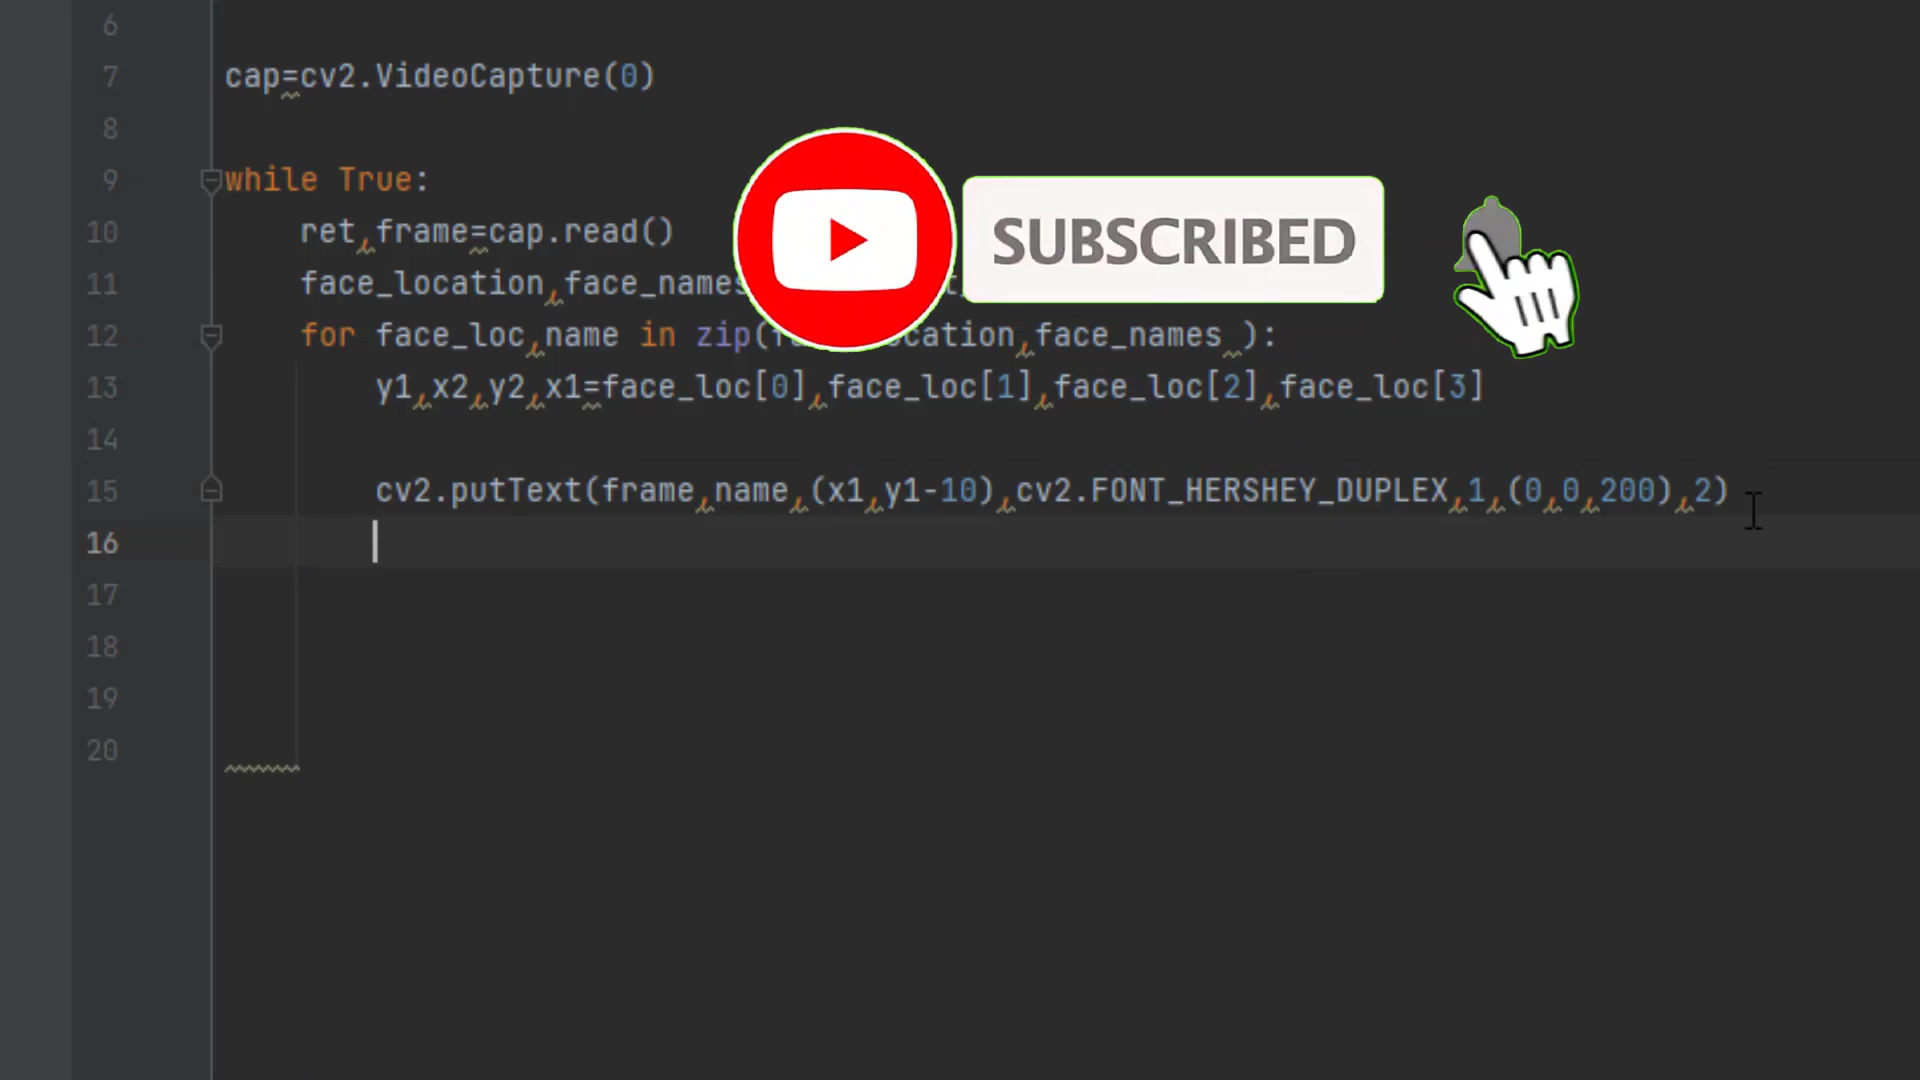 6
7 cap=cv2.VideoCapture(0)
8
9 while True:
10 ret,frame=cap.read()
11 face_location,face_names
12 for face_loc,name in zip( cation,face_names ):
13 y1,x2,y2,x1=face_loc[0],face_loc[1],face_loc[2],face_loc[3]
14
15 cv2.putText(frame,name,(x1,y1-10),cv2.FONT_HERSHEY_DUPLEX,1,(0,0,200),2)
16
17
18
19
20
SUBSCRIBED